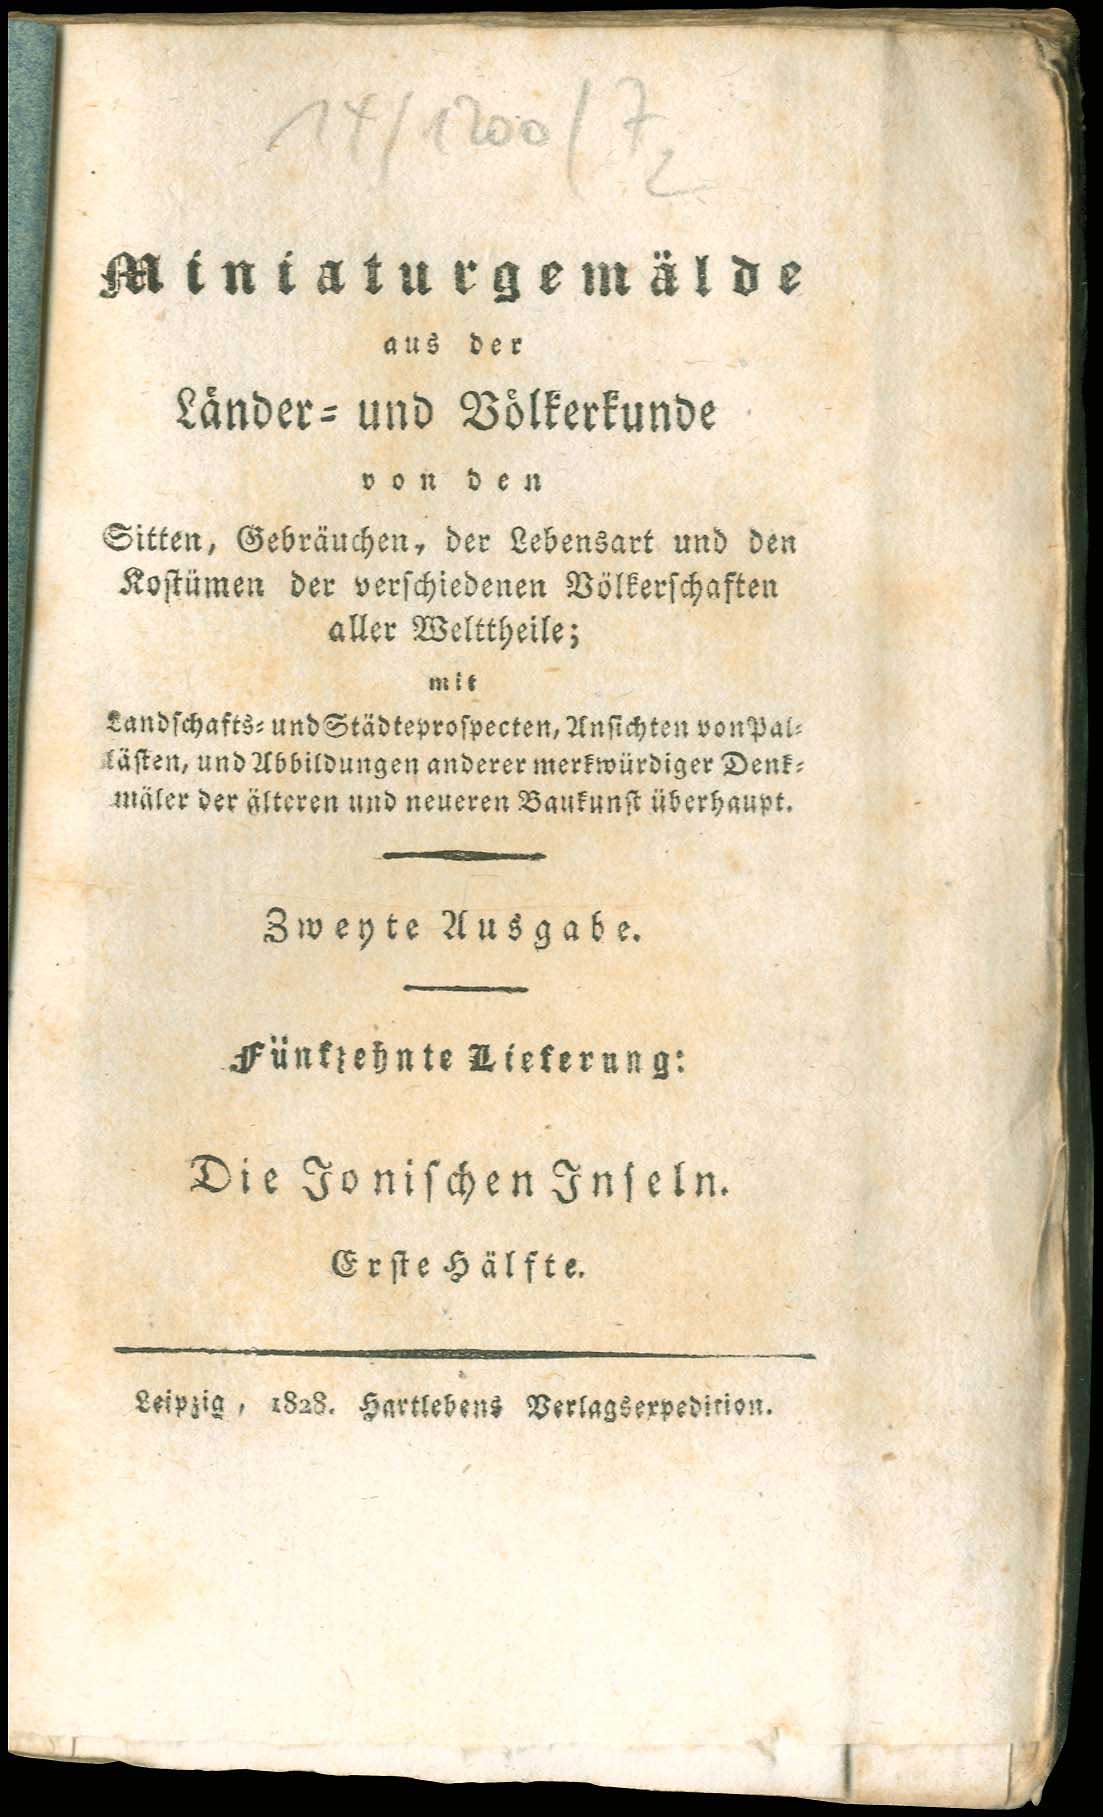 14/1200/72
Miniaturgemälde
aus der
Länder- und Völkerkunde
von den
Sitten, Gebräuchen, der Lebensart und den
Kostümen der verschiedenen Völkerschaften
aller Welttheile;
mit
Landschafts- und Städteprospecten, Ansichten von Pal-
lästen, und Abbildungen anderer merkwürdiger Denk-
mäler der älteren und neueren Baukunst überhaupt.
Zweyte Ausgabe.
Fünfzehnte Lieferung:
Die Jonischen Inseln.
Erste Hälfte.
Leipzig, 1828. Hartlebens Verlagsexpedition.